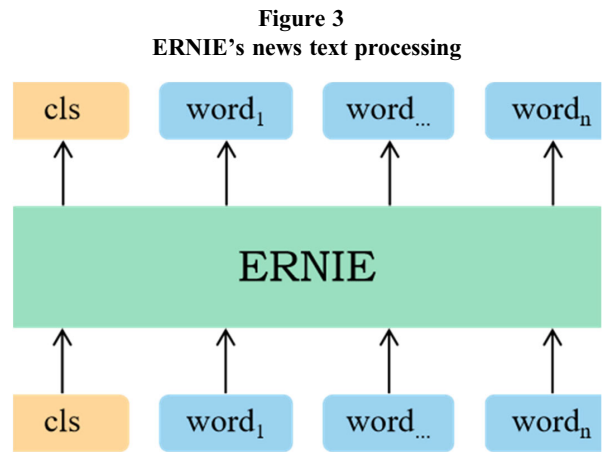 Figure 3
ERNIE's news text processing
cls word₁ word... wordₙ
ERNIE
cls word₁ word... wordₙ